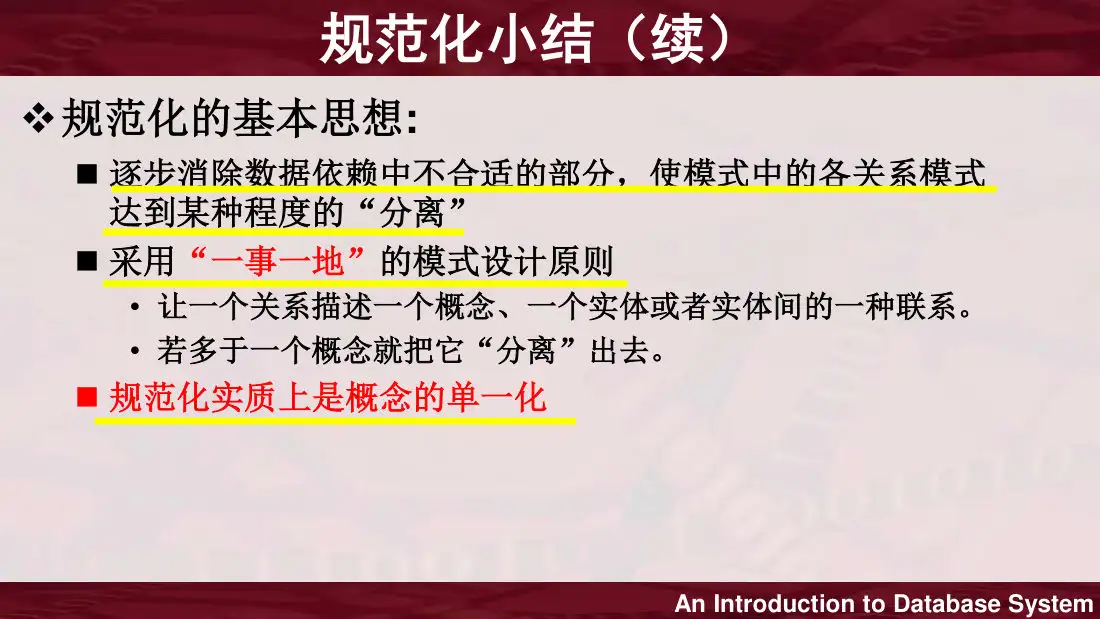 规范化小结（续）
❖规范化的基本思想:
■ 逐步消除数据依赖中不合适的部分，使模式中的各关系模式
达到某种程度的“分离”
■ 采用“一事一地”的模式设计原则
• 让一个关系描述一个概念、一个实体或者实体间的一种联系。
• 若多于一个概念就把它“分离”出去。
■ 规范化实质上是概念的单一化
An Introduction to Database System